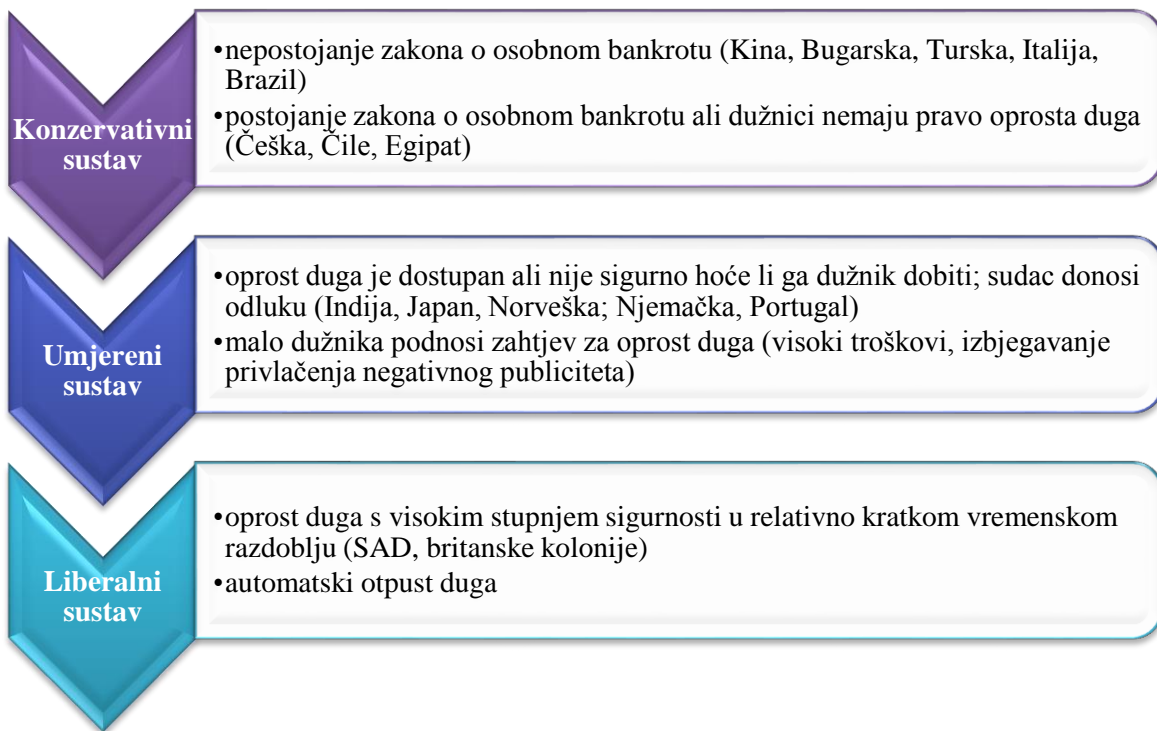 Konzervativni
sustav
•nepostojanje zakona o osobnom bankrotu (Kina, Bugarska, Turska, Italija,
Brazil)
•postojanje zakona o osobnom bankrotu ali dužnici nemaju pravo oprosta duga
(Češka, Čile, Egipat)
Umjereni
sustav
•oprost duga je dostupan ali nije sigurno hoće li ga dužnik dobiti; sudac donosi
odluku (Indija, Japan, Norveška; Njemačka, Portugal)
•malo dužnika podnosi zahtjev za oprost duga (visoki troškovi, izbjegavanje
privlačenja negativnog publiciteta)
Liberalni
sustav
•oprost duga s visokim stupnjem sigurnosti u relativno kratkom vremenskom
razdoblju (SAD, britanske kolonije)
•automatski otpust duga